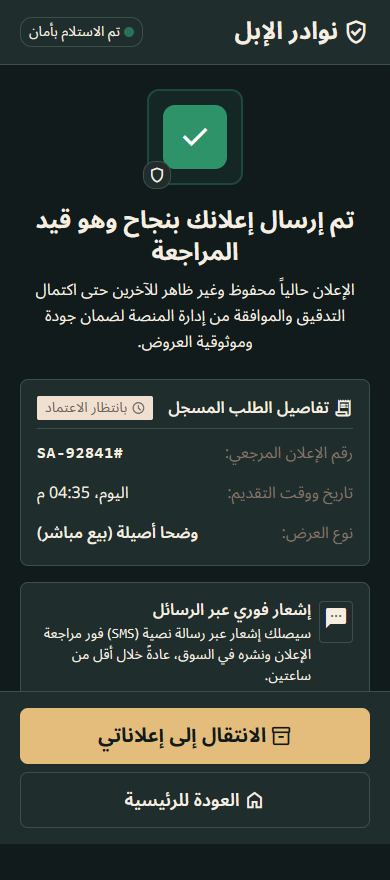 نوادر الإبل
تم الاستلام بأمان
تم إرسال إعلانك بنجاح وهو قيد
المراجعة
الإعلان حالياً محفوظ وغير ظاهر للآخرين حتى اكتمال
التدقيق والموافقة من إدارة المنصة لضمان جودة
وموثوقية العروض.
تفاصيل الطلب المسجل
بانتظار الاعتماد
رقم الإعلان المرجعي:
#SA-92841
تاريخ ووقت التقديم:
اليوم، 04:35 م
نوع العرض:
وضحا أصيلة (بيع مباشر)
إشعار فوري عبر الرسائل
سيصلك إشعار عبر رسالة نصية (SMS) فور مراجعة
الإعلان ونشره في السوق، عادةً خلال أقل من
ساعتين.
الانتقال إلى إعلاناتي
العودة للرئيسية